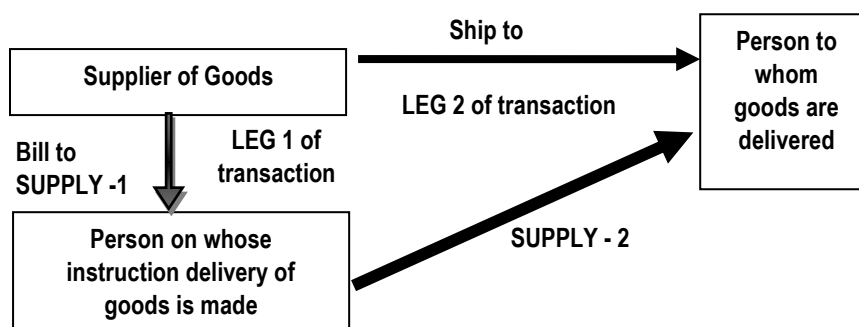 Supplier of Goods
Ship to
Person to
whom
goods are
delivered
LEG 2 of transaction
Bill to
SUPPLY -1
LEG 1 of
transaction
Person on whose
instruction delivery of
goods is made
SUPPLY - 2